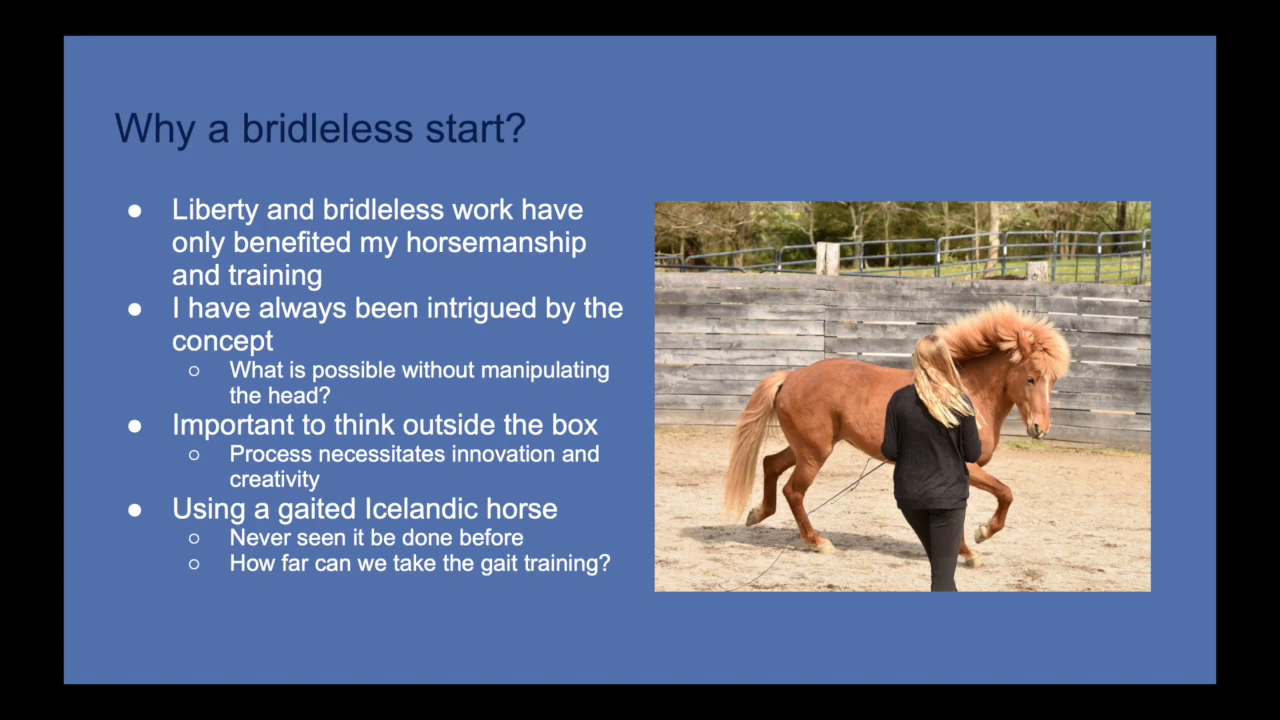 Why a bridleless start?
● Liberty and bridleless work have
only benefited my horsemanship
and training
● I have always been intrigued by the
concept
○ What is possible without manipulating
the head?
● Important to think outside the box
○ Process necessitates innovation and
creativity
● Using a gaited Icelandic horse
○ Never seen it be done before
○ How far can we take the gait training?